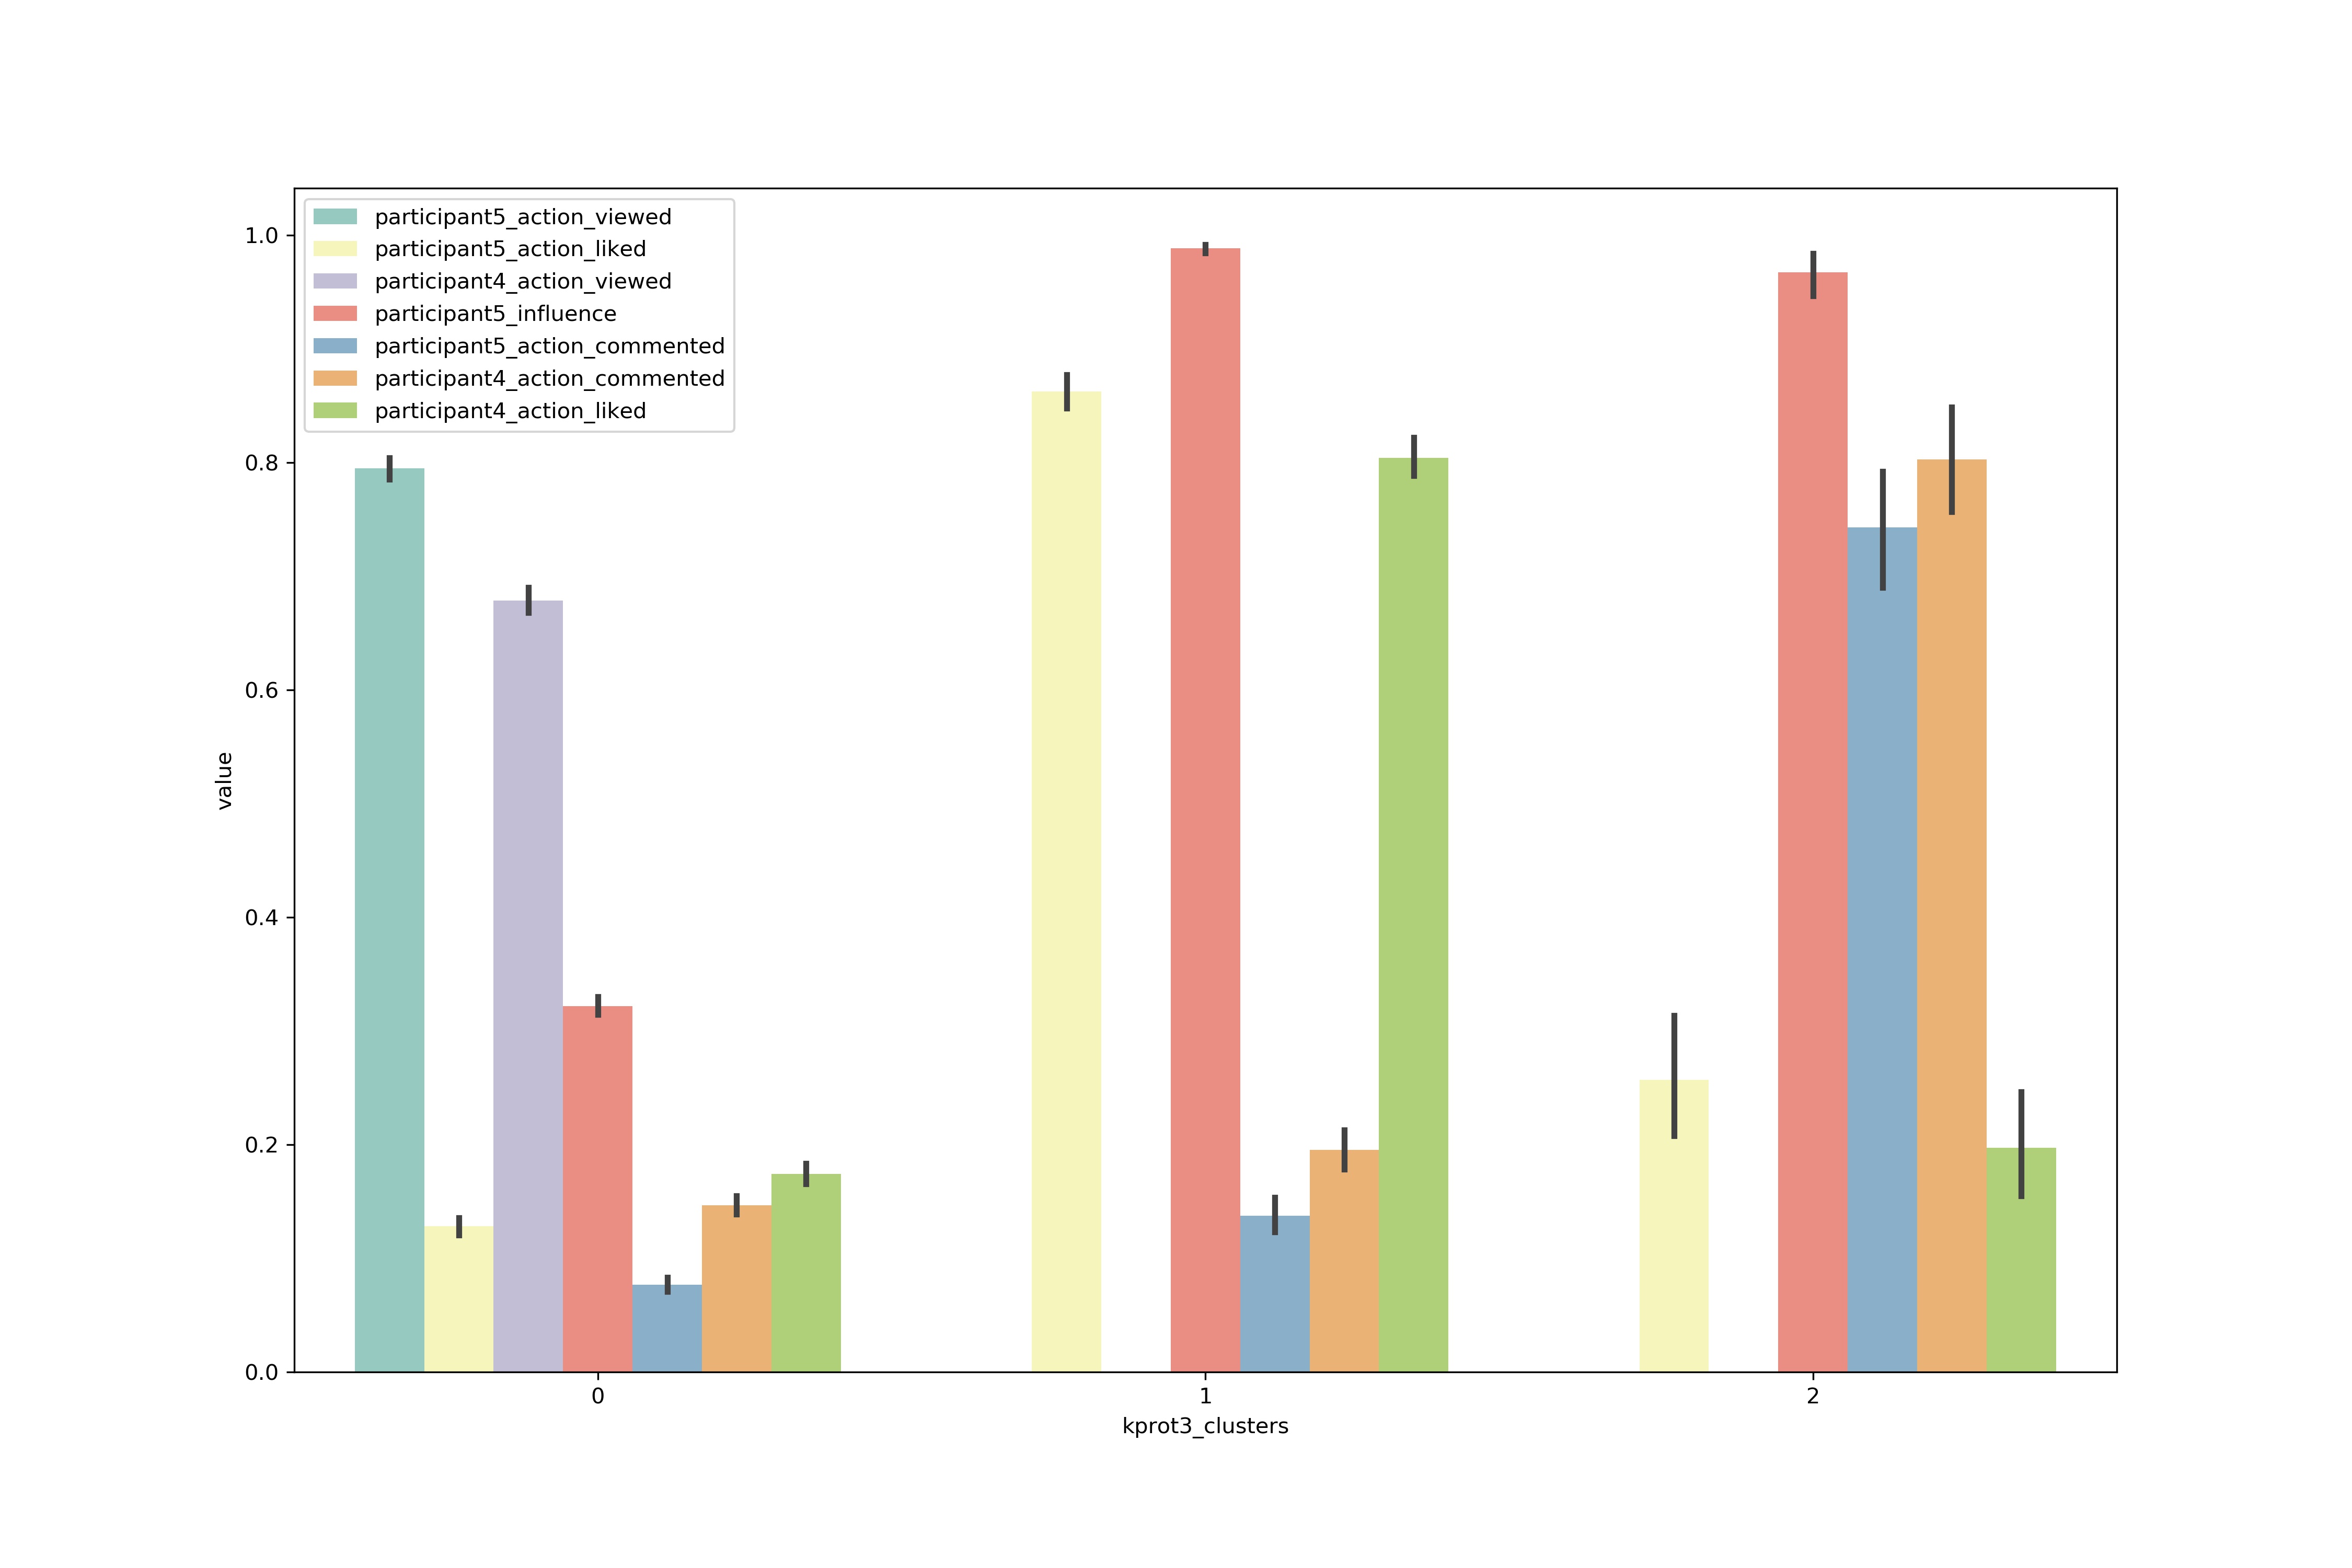 participant5_action_viewed
participant5_action_liked
participant4_action_viewed
participant5_influence
participant5_action_commented
participant4_action_commented
participant4_action_liked
1.0
0.8
0.6
0.4
0.2
0.0
value
0 1 2
kprot3_clusters